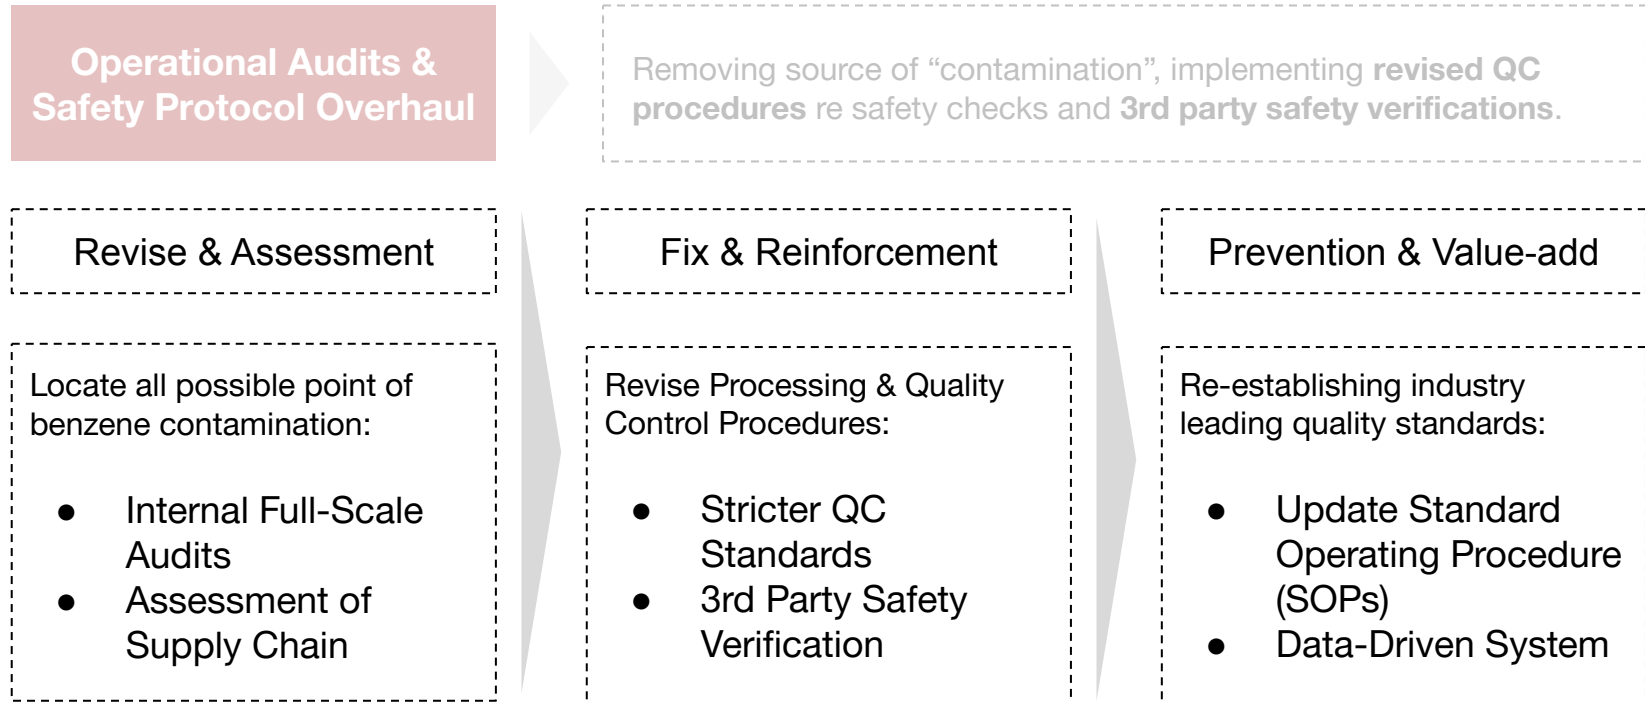 Operational Audits &
Safety Protocol Overhaul
Removing source of “contamination”, implementing revised QC
procedures re safety checks and 3rd party safety verifications.
Revise & Assessment
Fix & Reinforcement
Prevention & Value-add
Locate all possible point of
benzene contamination:
● Internal Full-Scale
Audits
● Assessment of
Supply Chain
Revise Processing & Quality
Control Procedures:
● Stricter QC
Standards
● 3rd Party Safety
Verification
Re-establishing industry
leading quality standards:
● Update Standard
Operating Procedure
(SOPs)
● Data-Driven System